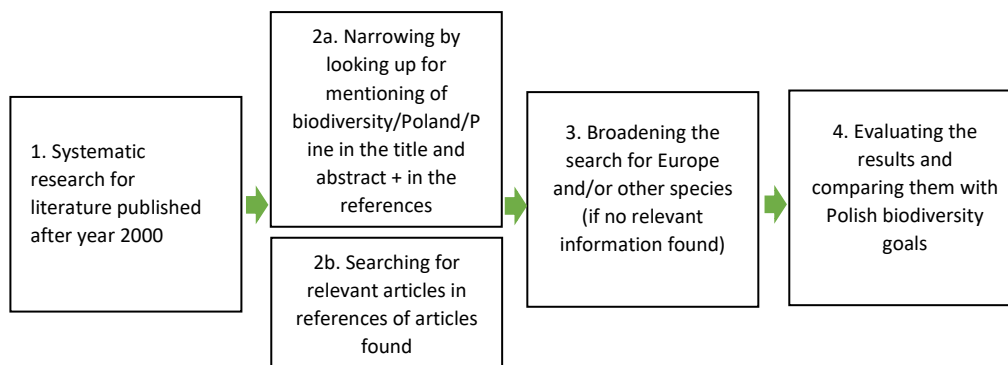 1. Systematic
research for
literature published
after year 2000
2a. Narrowing by
looking up for
mentioning of
biodiversity/Poland/P
ine in the title and
abstract + in the
references
2b. Searching for
relevant articles in
references of articles
found
3. Broadening the
search for Europe
and/or other species
(if no relevant
information found)
4. Evaluating the
results and
comparing them with
Polish biodiversity
goals